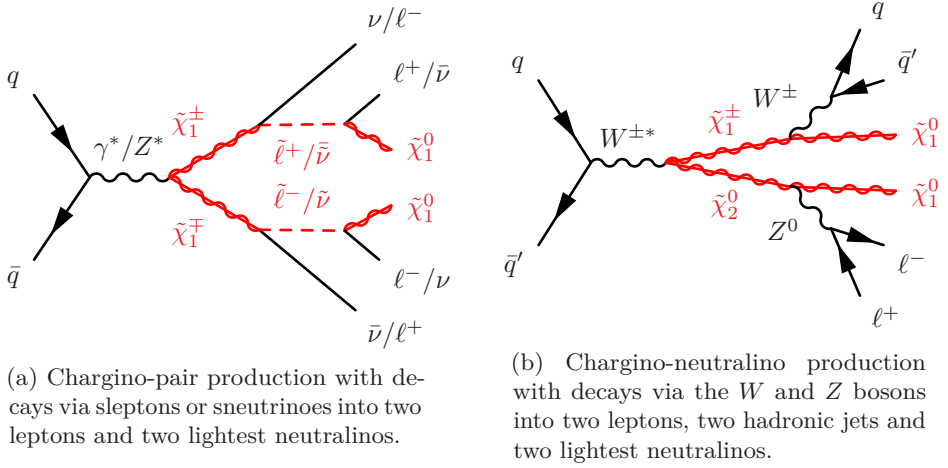 q
q̄
γ*/Z*
χ̃₁±
χ̃₁∓
ν/ℓ⁻
ℓ⁺/ν̄
ℓ̃⁺/ν̃̄
χ̃₁⁰
ℓ̃⁻/ν̃
χ̃₁⁰
ℓ⁻/ν
ν̄/ℓ⁺
(a) Chargino-pair production with de-
cays via sleptons or sneutrinoes into two
leptons and two lightest neutralinos.
q
q̄′
W±*
χ̃₁±
χ̃₂⁰
W±
q
q̄′
χ̃₁⁰
χ̃₁⁰
Z⁰
ℓ⁻
ℓ⁺
(b) Chargino-neutralino production
with decays via the W and Z bosons
into two leptons, two hadronic jets and
two lightest neutralinos.